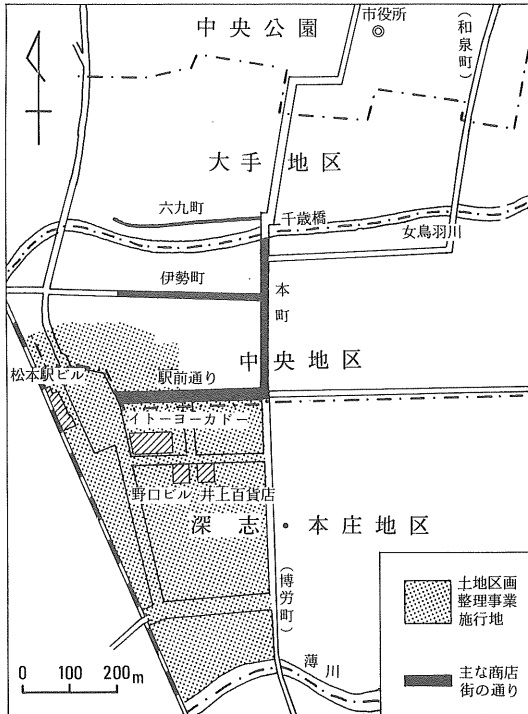 中央公園
市役所
（和泉町）
大手地区
六九町
千歳橋
女鳥羽川
伊勢町
本町
中央地区
松本駅ビル
駅前通り
イトーヨーカドー
野口ビル 井上百貨店
深志・本庄地区
（博労町）
薄川
0 100 200m
土地区画
整理事業
施行地
主な商店
街の通り